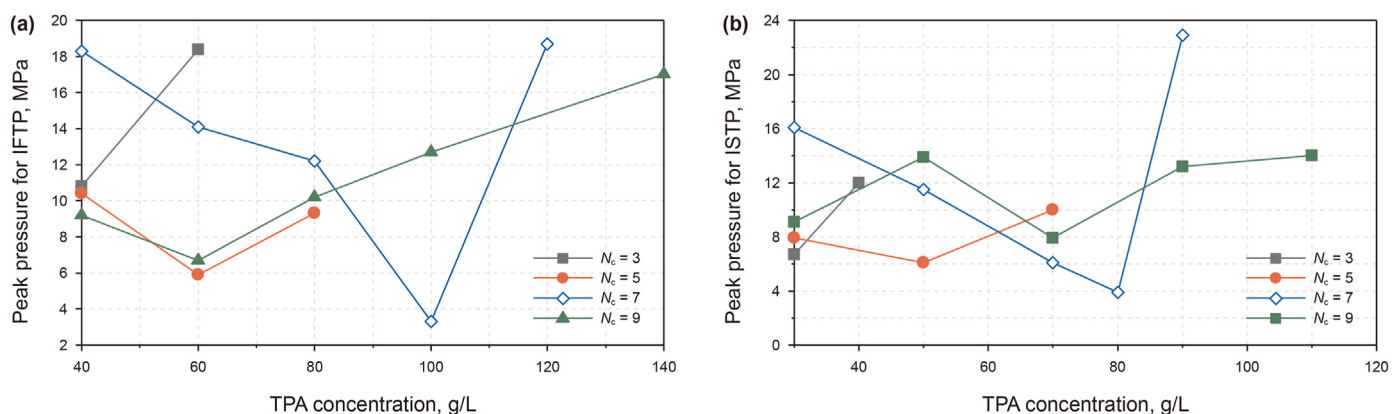 (a)
Peak pressure for IFTP, MPa
20
18
16
14
12
10
8
6
4
2
40 60 80 100 120 140
TPA concentration, g/L
Nc = 3
Nc = 5
Nc = 7
Nc = 9
(b)
Peak pressure for ISTP, MPa
24
20
16
12
8
4
0
40 60 80 100 120
TPA concentration, g/L
Nc = 3
Nc = 5
Nc = 7
Nc = 9